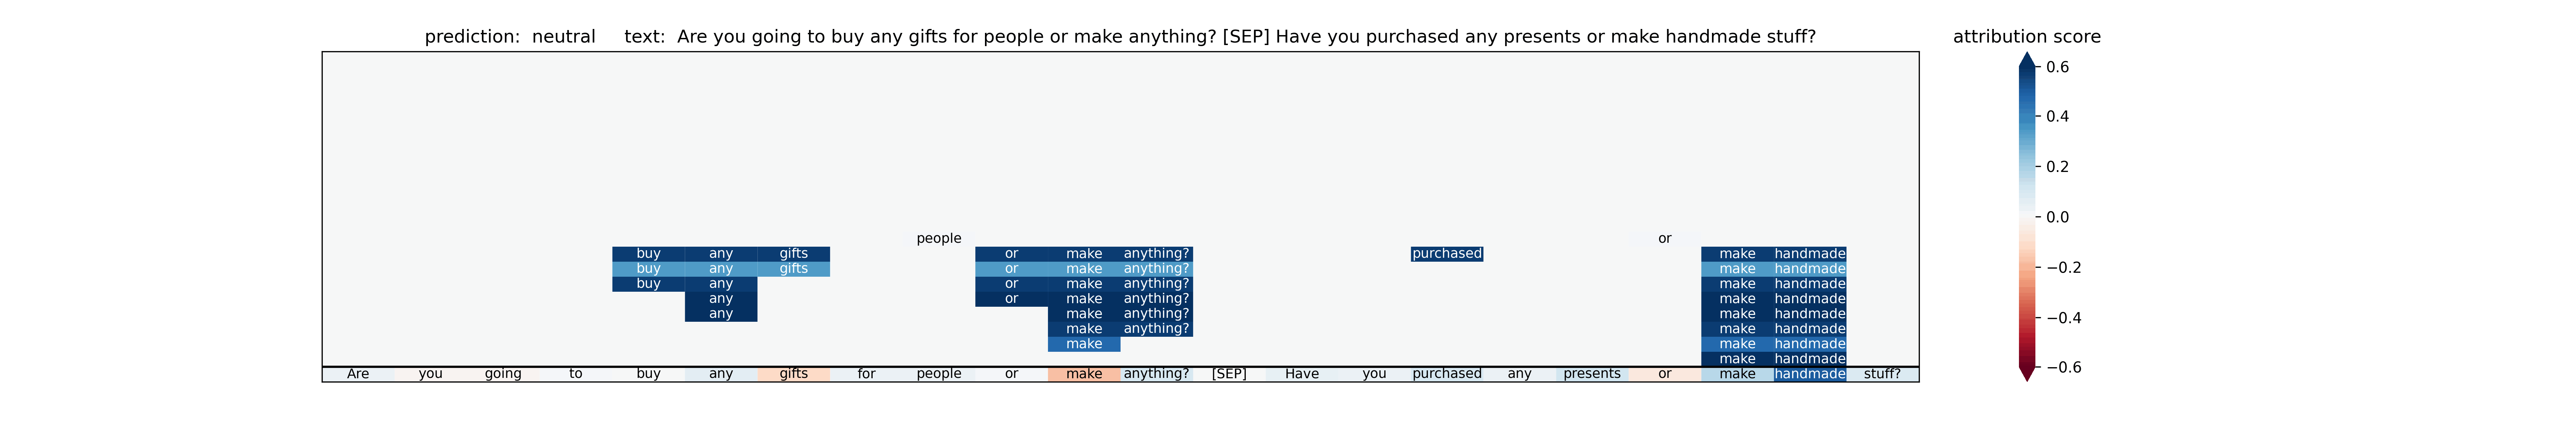 prediction:  neutral     text:  Are you going to buy any gifts for people or make anything? [SEP] Have you purchased any presents or make handmade stuff?
attribution score
people or
buy any gifts or make anything? purchased make handmade
buy any gifts or make anything? make handmade
buy any or make anything? make handmade
any or make anything? make handmade
any make anything? make handmade
make anything? make handmade
make make handmade
make handmade
Are you going to buy any gifts for people or make anything? [SEP] Have you purchased any presents or make handmade stuff?
0.6
0.4
0.2
0.0
−0.2
−0.4
−0.6